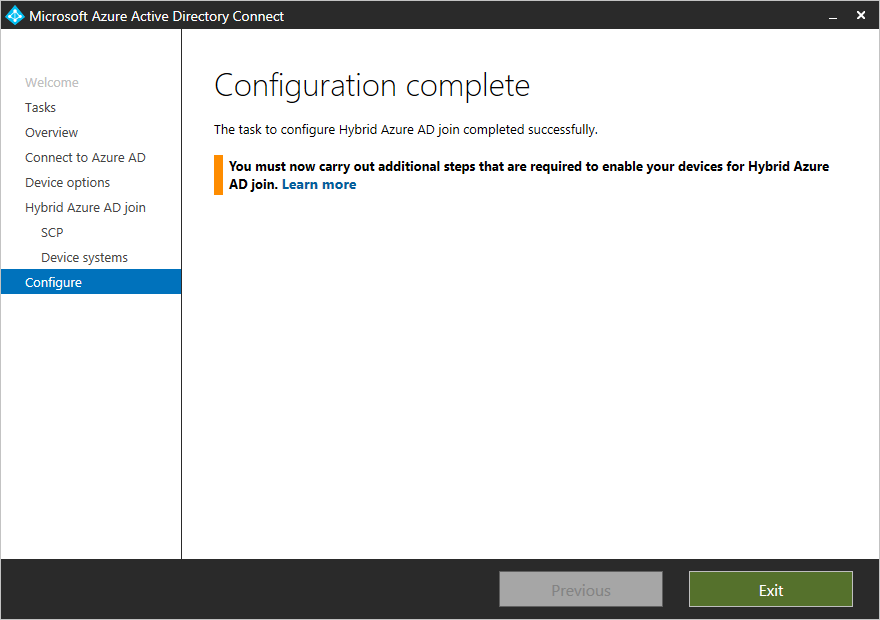 Microsoft Azure Active Directory Connect
Welcome
Tasks
Overview
Connect to Azure AD
Device options
Hybrid Azure AD join
SCP
Device systems
Configure
Configuration complete
The task to configure Hybrid Azure AD join completed successfully.
You must now carry out additional steps that are required to enable your devices for Hybrid Azure
AD join. Learn more
Previous
Exit